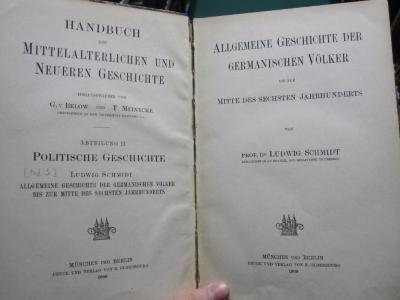 HANDBUCH
DER
MITTELALTERLICHEN UND
NEUEREN GESCHICHTE
HERAUSGEGEBEN VON
G. v. BELOW UND F. MEINECKE
ABTEILUNG II
POLITISCHE GESCHICHTE
LUDWIG SCHMIDT
ALLGEMEINE GESCHICHTE DER GERMANISCHEN VÖLKER
BIS ZUR MITTE DES SECHSTEN JAHRHUNDERTS
MÜNCHEN UND BERLIN
DRUCK UND VERLAG VON R. OLDENBOURG
1909
ALLGEMEINE GESCHICHTE DER
GERMANISCHEN VÖLKER
BIS ZUR
MITTE DES SECHSTEN JAHRHUNDERTS
VON
PROF. Dr. LUDWIG SCHMIDT
MÜNCHEN UND BERLIN
DRUCK UND VERLAG VON R. OLDENBOURG
1909